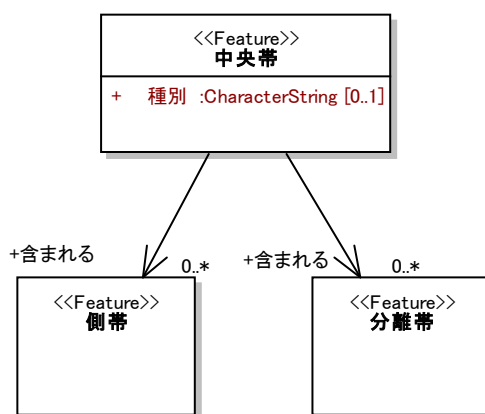 <<Feature>>
中央帯
+ 種別 :CharacterString [0..1]
+含まれる
0..*
+含まれる
0..*
<<Feature>>
側帯
<<Feature>>
分離帯